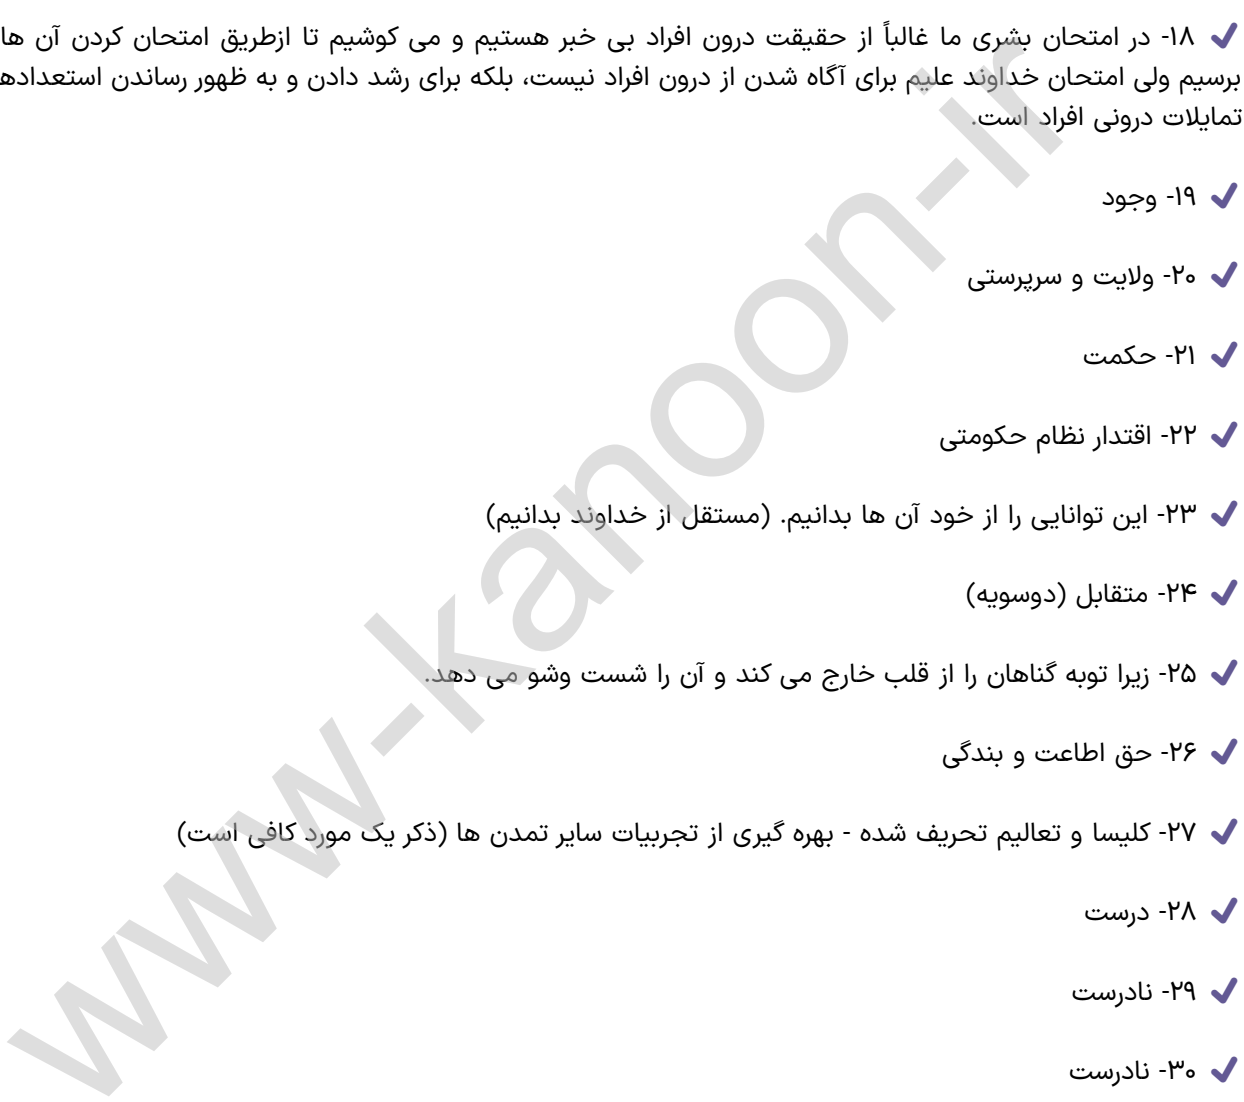 ✔ ۱۸- در امتحان بشری ما غالباً از حقیقت درون افراد بی خبر هستیم و می کوشیم تا ازطریق امتحان کردن آن ها
برسیم ولی امتحان خداوند علیم برای آگاه شدن از درون افراد نیست، بلکه برای رشد دادن و به ظهور رساندن استعدادها
تمایلات درونی افراد است.
✔ ۱۹- وجود
✔ ۲۰- ولایت و سرپرستی
✔ ۲۱- حکمت
✔ ۲۲- اقتدار نظام حکومتی
✔ ۲۳- این توانایی را از خود آن ها بدانیم. (مستقل از خداوند بدانیم)
✔ ۲۴- متقابل (دوسویه)
✔ ۲۵- زیرا توبه گناهان را از قلب خارج می کند و آن را شست وشو می دهد.
✔ ۲۶- حق اطاعت و بندگی
✔ ۲۷- کلیسا و تعالیم تحریف شده - بهره گیری از تجربیات سایر تمدن ها (ذکر یک مورد کافی است)
✔ ۲۸- درست
✔ ۲۹- نادرست
✔ ۳۰- نادرست
www-kanoon-ir